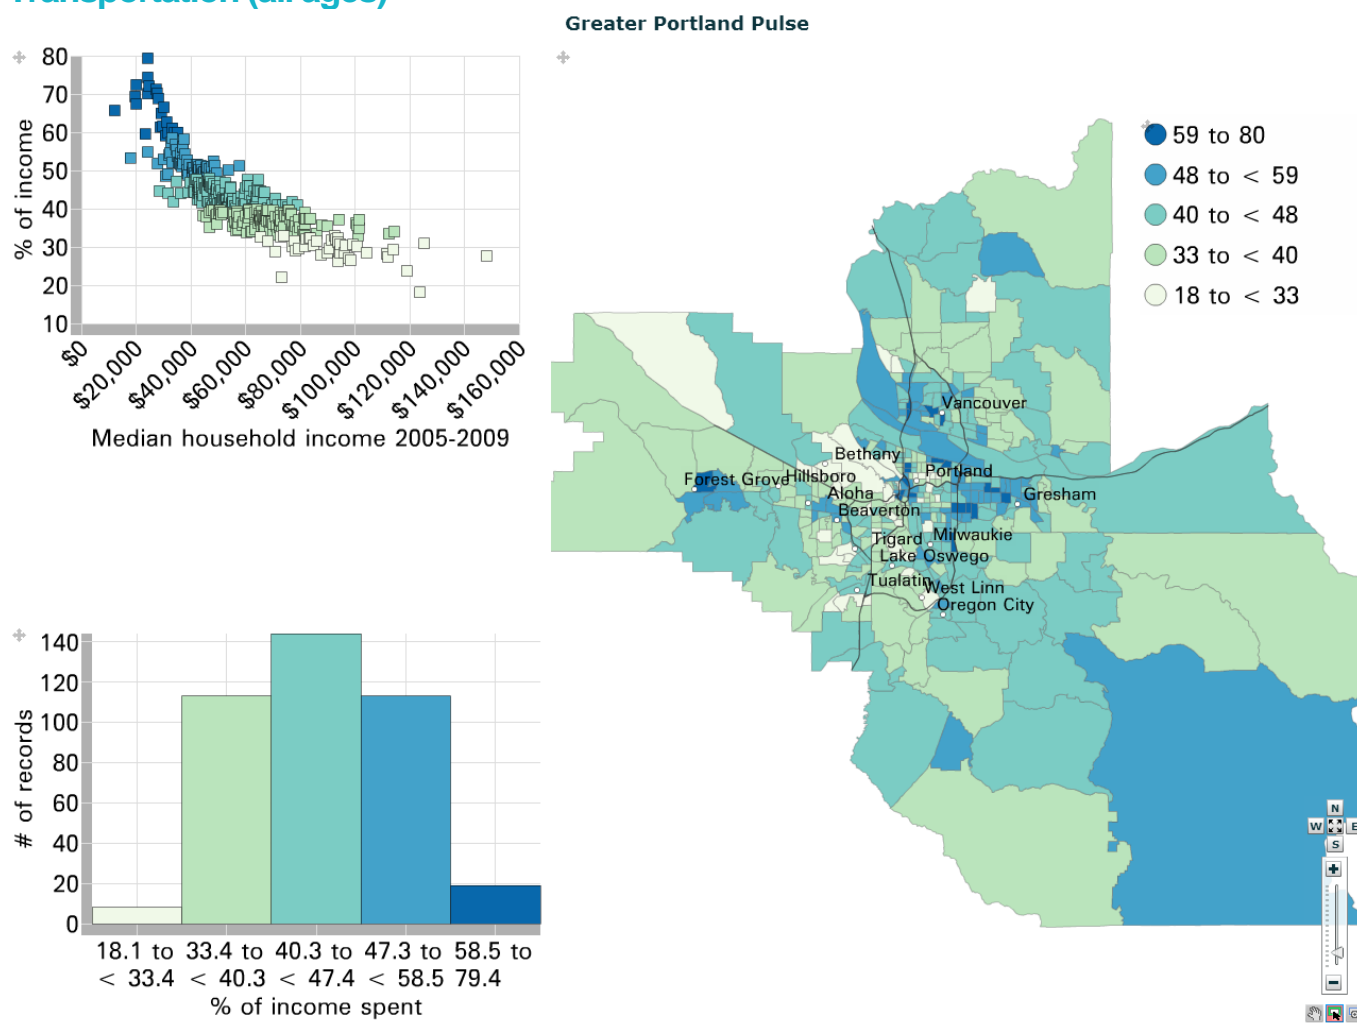 Transportation (all ages)
Greater Portland Pulse
80
70
60
50
40
30
20
10
% of income
$0
$20,000
$40,000
$60,000
$80,000
$100,000
$120,000
$140,000
$160,000
Median household income 2005-2009
59 to 80
48 to < 59
40 to < 48
33 to < 40
18 to < 33
Vancouver
Bethany
Portland
Forest Grove
Hillsboro
Aloha
Gresham
Beaverton
Tigard
Milwaukie
Lake Oswego
Tualatin
West Linn
Oregon City
140
120
100
80
60
40
20
0
# of records
18.1 to < 33.4
33.4 to < 40.3
40.3 to < 47.4
47.3 to < 58.5
58.5 to 79.4
% of income spent
N
W
E
S